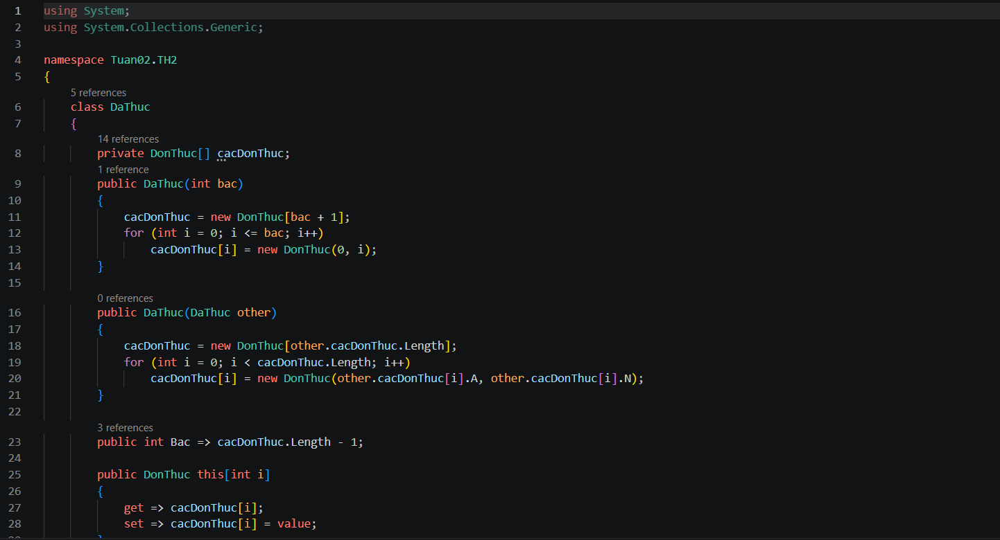 1 using System;
2 using System.Collections.Generic;
3
4 namespace Tuan02.TH2
5 {
5 references
6 class DaThuc
7 {
14 references
8 private DonThuc[] cacDonThuc;
1 reference
9 public DaThuc(int bac)
10 {
11 cacDonThuc = new DonThuc[bac + 1];
12 for (int i = 0; i <= bac; i++)
13 cacDonThuc[i] = new DonThuc(0, i);
14 }
15
0 references
16 public DaThuc(DaThuc other)
17 {
18 cacDonThuc = new DonThuc[other.cacDonThuc.Length];
19 for (int i = 0; i < cacDonThuc.Length; i++)
20 cacDonThuc[i] = new DonThuc(other.cacDonThuc[i].A, other.cacDonThuc[i].N);
21 }
22
3 references
23 public int Bac => cacDonThuc.Length - 1;
24
25 public DonThuc this[int i]
26 {
27 get => cacDonThuc[i];
28 set => cacDonThuc[i] = value;